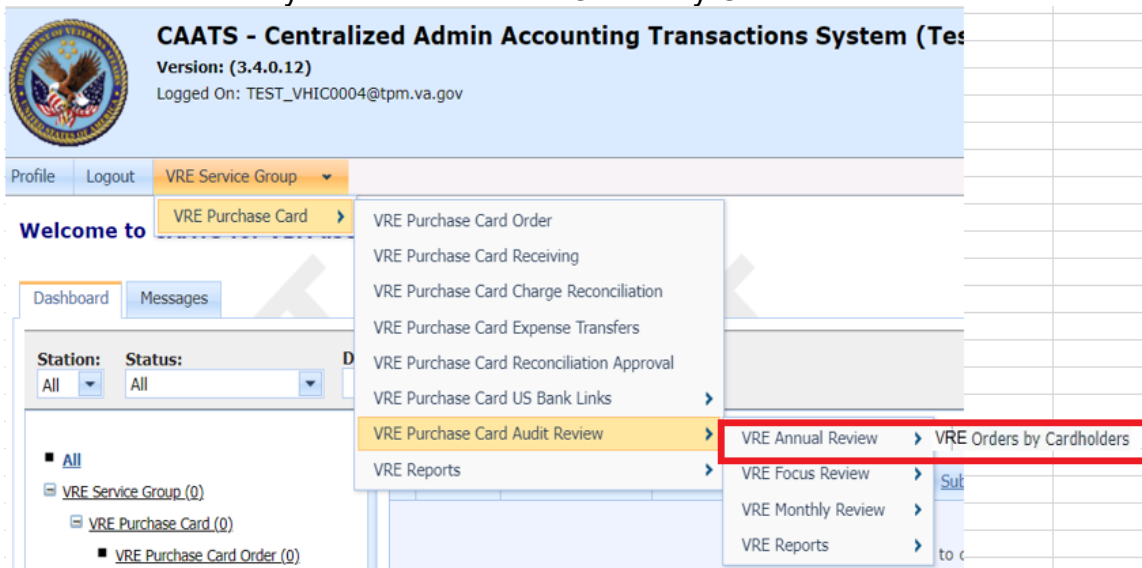 CAATS - Centralized Admin Accounting Transactions System (Tes
Version: (3.4.0.12)
Logged On: TEST_VHIC0004@tpm.va.gov
Profile Logout VRE Service Group
VRE Purchase Card
Welcome to
VRE Purchase Card Order
VRE Purchase Card Receiving
VRE Purchase Card Charge Reconciliation
VRE Purchase Card Expense Transfers
VRE Purchase Card Reconciliation Approval
VRE Purchase Card US Bank Links
VRE Purchase Card Audit Review
VRE Reports
VRE Annual Review VRE Orders by Cardholders
VRE Focus Review
VRE Monthly Review
VRE Reports
Dashboard Messages
Station: Status: D
All All
All
VRE Service Group (0)
VRE Purchase Card (0)
VRE Purchase Card Order (0)
Sub
to